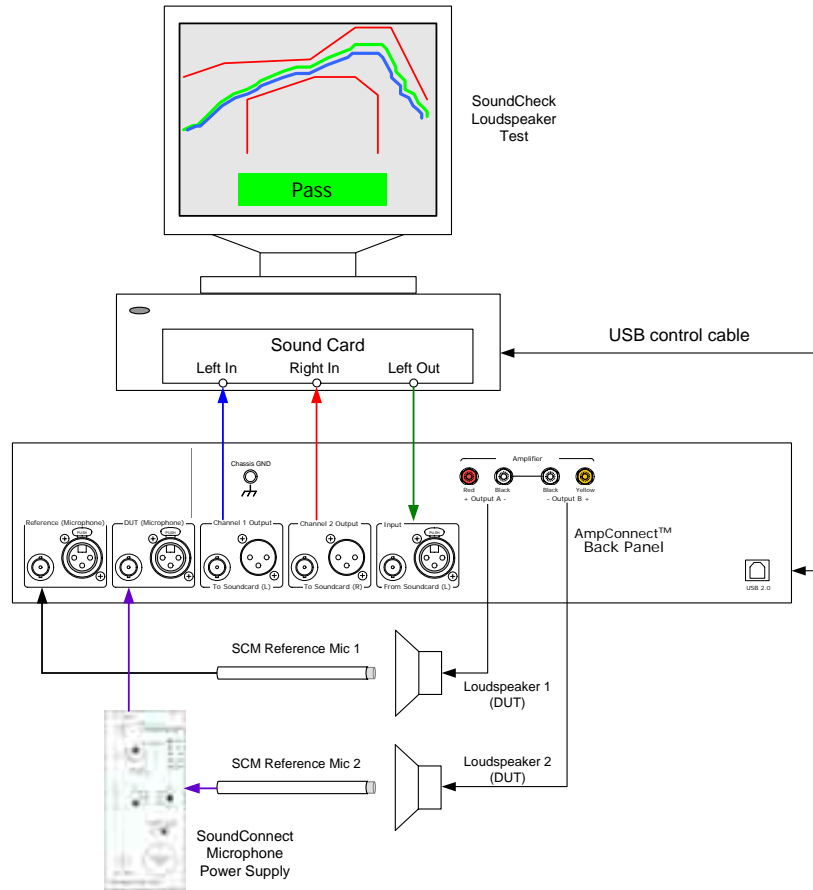 SoundCheck
Loudspeaker
Test
Pass
USB control cable
Sound Card
Left In
Right In
Left Out
Chassis GND
Amplifier
Red
Black
Black
Yellow
+ Output A -
- Output B +
Reference (Microphone)
DUT (Microphone)
Channel 1 Output
Channel 2 Output
Input
PUSH
PUSH
PUSH
AmpConnect™
Back Panel
To Soundcard (L)
To Soundcard (R)
From Soundcard (L)
USB 2.0
SCM Reference Mic 1
Loudspeaker 1
(DUT)
SCM Reference Mic 2
Loudspeaker 2
(DUT)
SoundConnect
Microphone
Power Supply